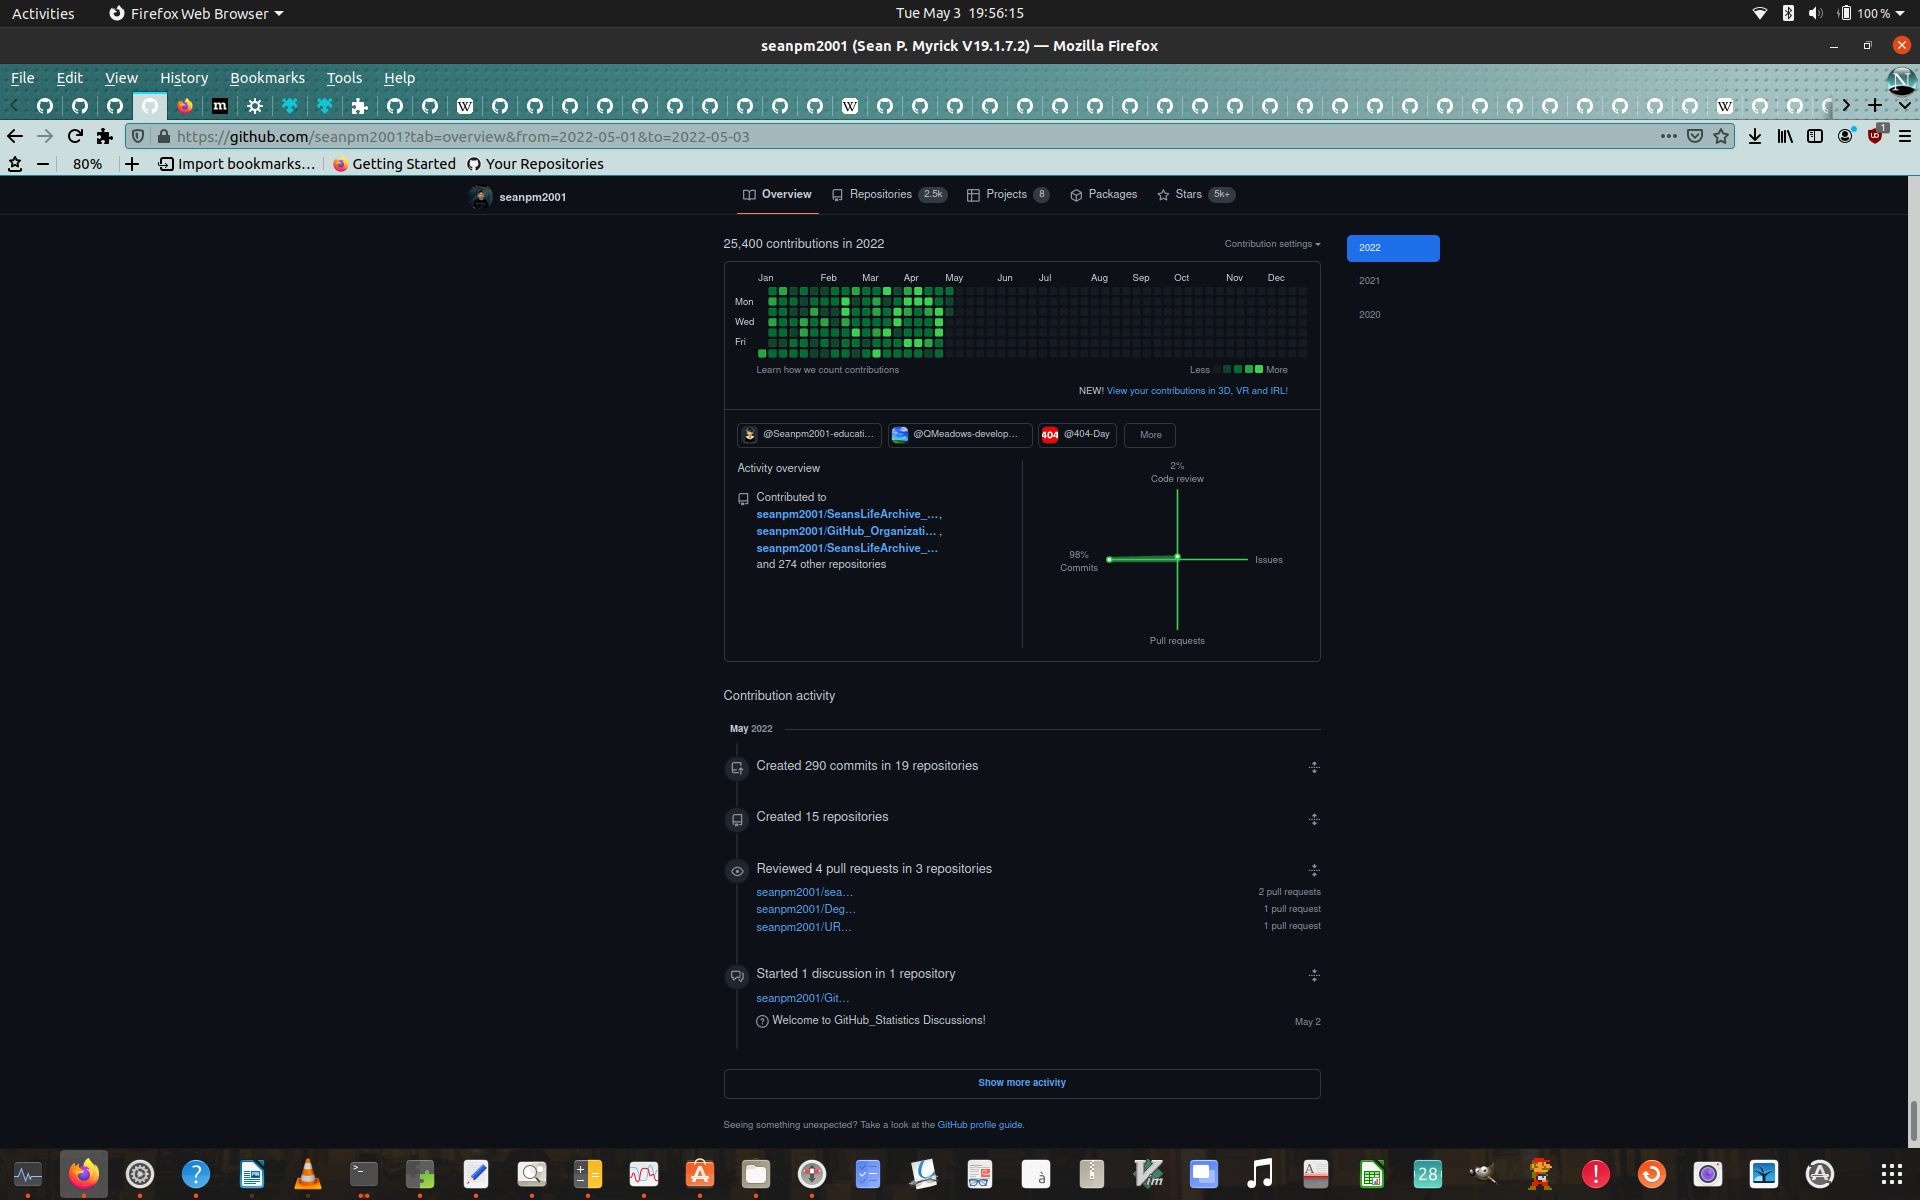 Activities Firefox Web Browser Tue May 3 19:56:15 100 %
seanpm2001 (Sean P. Myrick V19.1.7.2) — Mozilla Firefox
File Edit View History Bookmarks Tools Help
https://github.com/seanpm2001?tab=overview&from=2022-05-01&to=2022-05-03 1
80% Import bookmarks… Getting Started Your Repositories
seanpm2001 Overview Repositories 2.5k Projects 8 Packages Stars 5k+
25,400 contributions in 2022 Contribution settings 2022
Jan Feb Mar Apr May Jun Jul Aug Sep Oct Nov Dec
2021
Mon
2020
Wed
Fri
Learn how we count contributions Less More
NEW! View your contributions in 3D, VR and IRL!
@Seanpm2001-educati… @QMeadows-develop… 404 @404-Day More
Activity overview
Contributed to
seanpm2001/SeansLifeArchive_…,
seanpm2001/GitHub_Organizati… ,
seanpm2001/SeansLifeArchive_…
and 274 other repositories
2%
Code review
98%
Commits
Issues
Pull requests
Contribution activity
May 2022
Created 290 commits in 19 repositories
Created 15 repositories
Reviewed 4 pull requests in 3 repositories
seanpm2001/sea… 2 pull requests
seanpm2001/Deg… 1 pull request
seanpm2001/UR… 1 pull request
Started 1 discussion in 1 repository
seanpm2001/Git…
Welcome to GitHub_Statistics Discussions! May 2
Show more activity
Seeing something unexpected? Take a look at the GitHub profile guide.
28